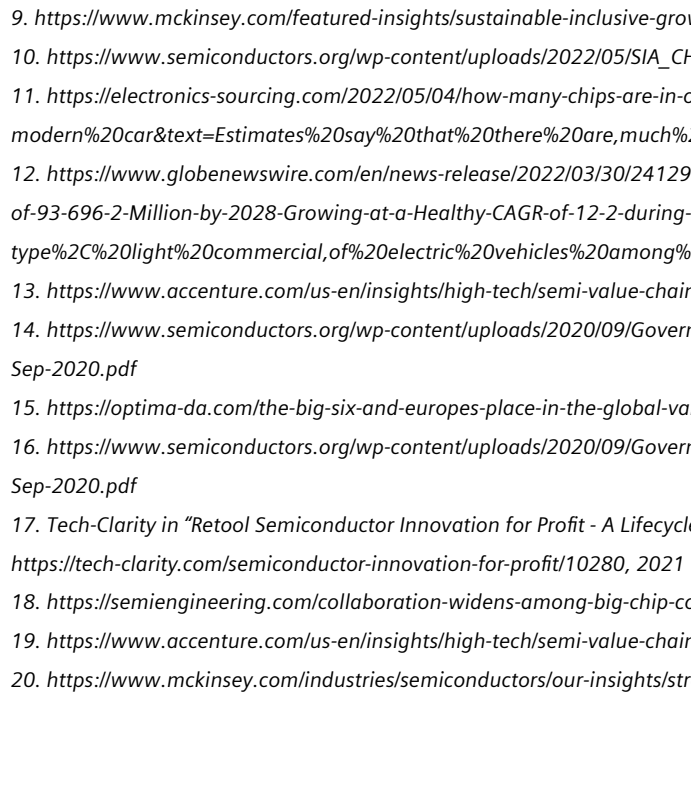 9. https://www.mckinsey.com/featured-insights/sustainable-inclusive-grov
10. https://www.semiconductors.org/wp-content/uploads/2022/05/SIA_CH
11. https://electronics-sourcing.com/2022/05/04/how-many-chips-are-in-o
modern%20car&text=Estimates%20say%20that%20there%20are,much%2
12. https://www.globenewswire.com/en/news-release/2022/03/30/24129
of-93-696-2-Million-by-2028-Growing-at-a-Healthy-CAGR-of-12-2-during-
type%2C%20light%20commercial,of%20electric%20vehicles%20among%
13. https://www.accenture.com/us-en/insights/high-tech/semi-value-chain
14. https://www.semiconductors.org/wp-content/uploads/2020/09/Govern
Sep-2020.pdf
15. https://optima-da.com/the-big-six-and-europes-place-in-the-global-va
16. https://www.semiconductors.org/wp-content/uploads/2020/09/Govern
Sep-2020.pdf
17. Tech-Clarity in “Retool Semiconductor Innovation for Profit - A Lifecycle
https://tech-clarity.com/semiconductor-innovation-for-profit/10280, 2021
18. https://semiengineering.com/collaboration-widens-among-big-chip-co
19. https://www.accenture.com/us-en/insights/high-tech/semi-value-chain
20. https://www.mckinsey.com/industries/semiconductors/our-insights/str